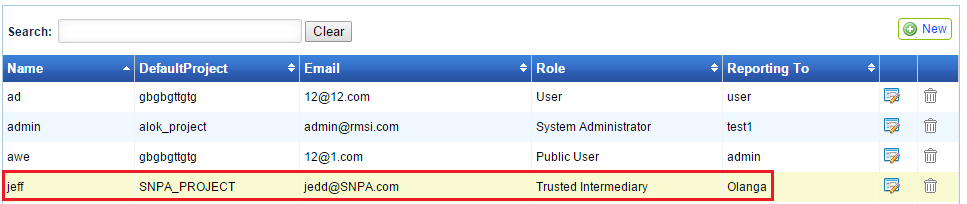 Search: Clear New
Name DefaultProject Email Role Reporting To
ad gbgbgttgtg 12@12.com User user
admin alok_project admin@rmsi.com System Administrator test1
awe gbgbgttgtg 12@1.com Public User admin
jeff SNPA_PROJECT jedd@SNPA.com Trusted Intermediary Olanga